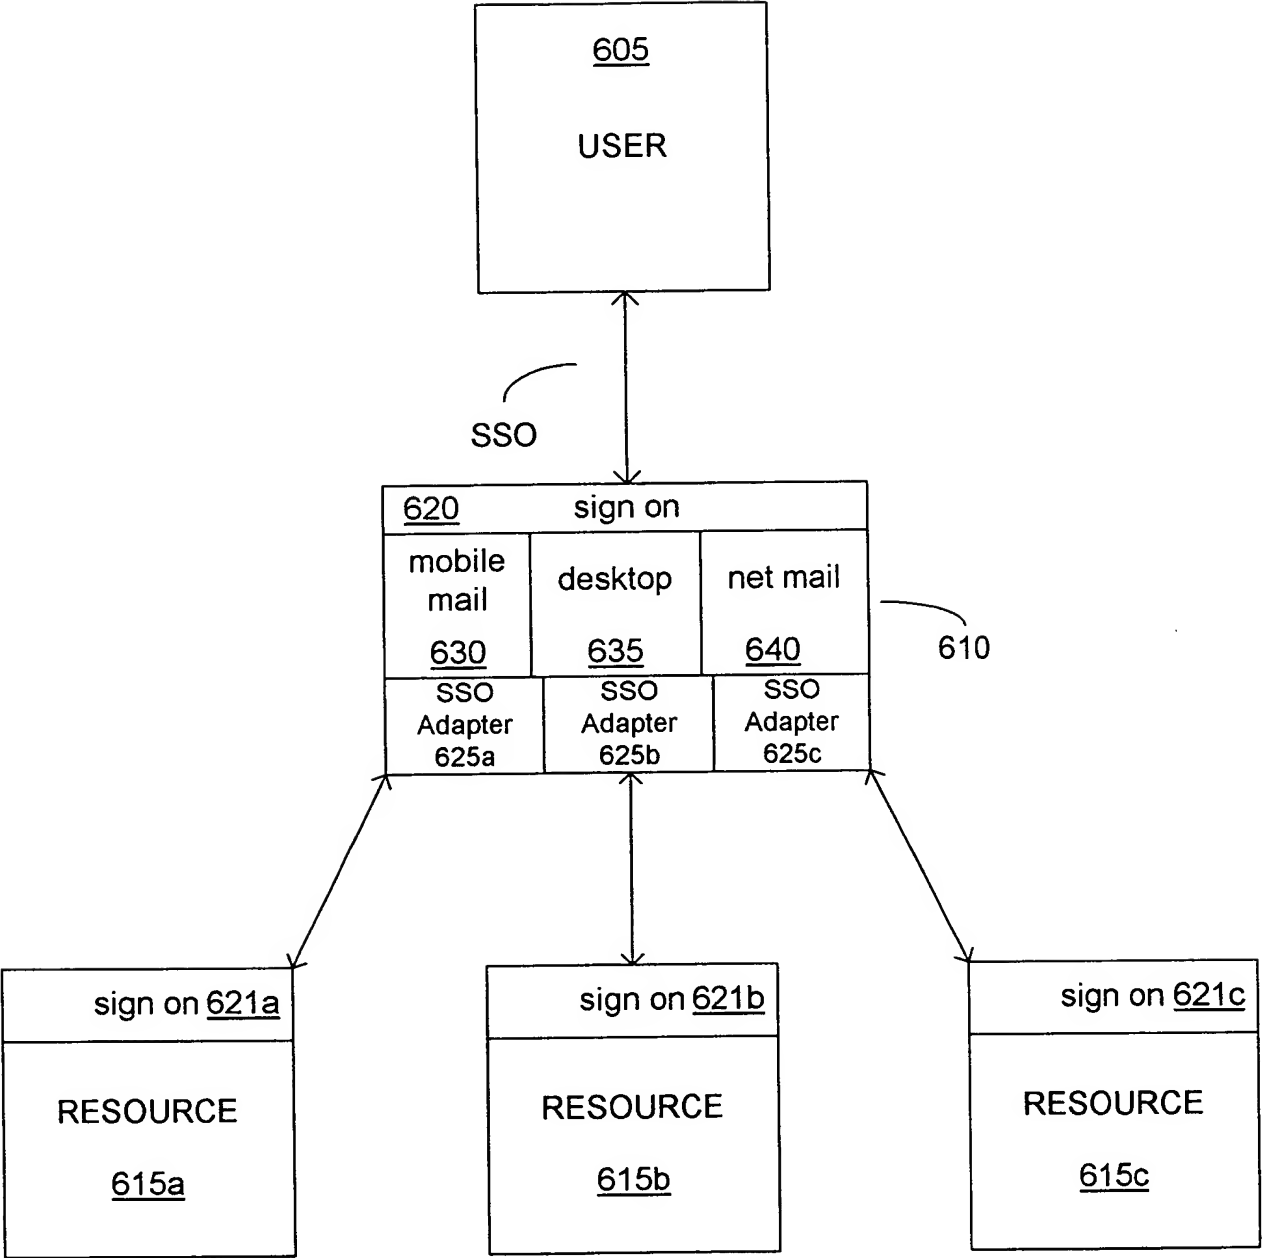 605
USER
SSO
620 sign on
mobile
mail
630
desktop
635
net mail
640
610
SSO
Adapter
625a
SSO
Adapter
625b
SSO
Adapter
625c
sign on 621a
RESOURCE
615a
sign on 621b
RESOURCE
615b
sign on 621c
RESOURCE
615c